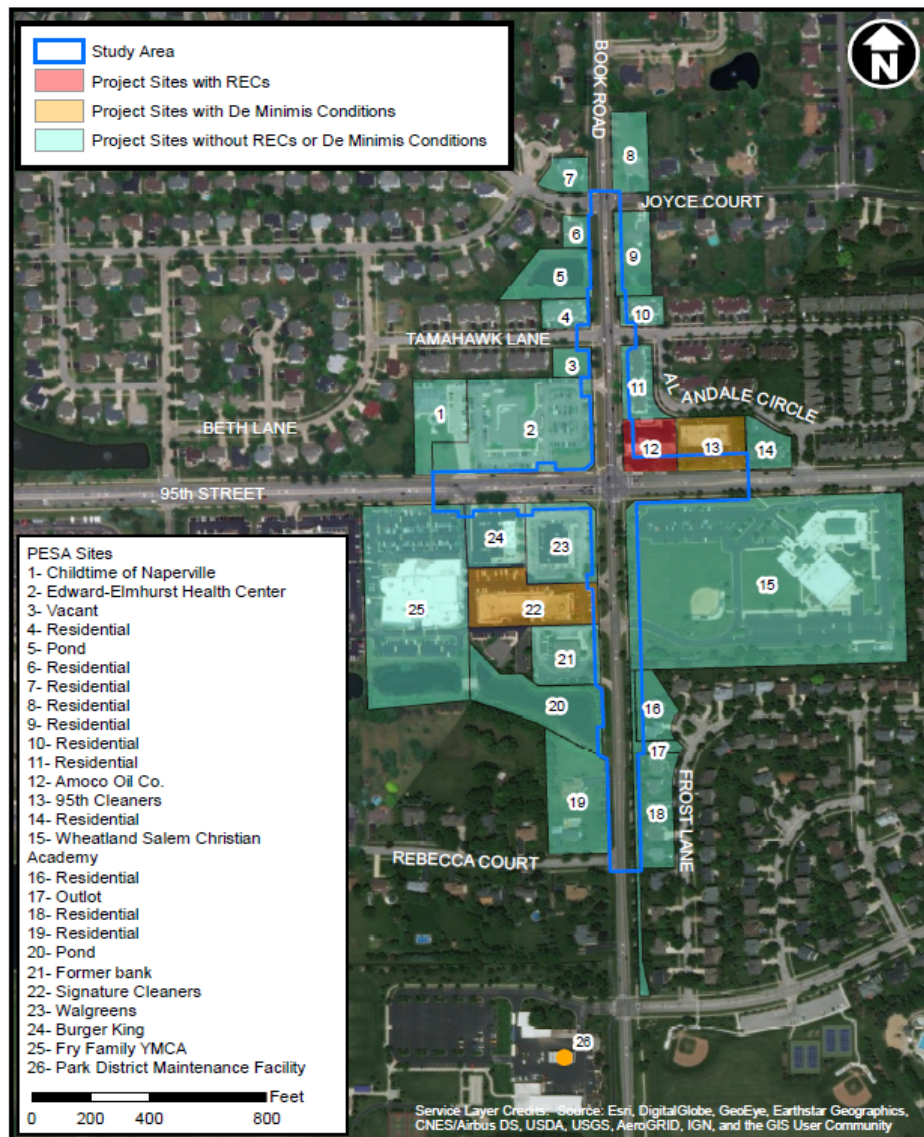 Study Area
Project Sites with RECs
Project Sites with De Minimis Conditions
Project Sites without RECs or De Minimis Conditions
N
BOOK ROAD
8
7
JOYCE COURT
6
9
5
4
10
TAMAHAWK LANE
3
11
AL ANDALE CIRCLE
1
2
BETH LANE
12
13
14
95th STREET
24
23
15
25
22
21
20
16
17
19
18
FROST LANE
REBECCA COURT
26
PESA Sites
1- Childtime of Naperville
2- Edward-Elmhurst Health Center
3- Vacant
4- Residential
5- Pond
6- Residential
7- Residential
8- Residential
9- Residential
10- Residential
11- Residential
12- Amoco Oil Co.
13- 95th Cleaners
14- Residential
15- Wheatland Salem Christian
Academy
16- Residential
17- Outlot
18- Residential
19- Residential
20- Pond
21- Former bank
22- Signature Cleaners
23- Walgreens
24- Burger King
25- Fry Family YMCA
26- Park District Maintenance Facility
Feet
0 200 400 800
Service Layer Credits: Source: Esri, DigitalGlobe, GeoEye, Earthstar Geographics,
CNES/Airbus DS, USDA, USGS, AeroGRID, IGN, and the GIS User Community